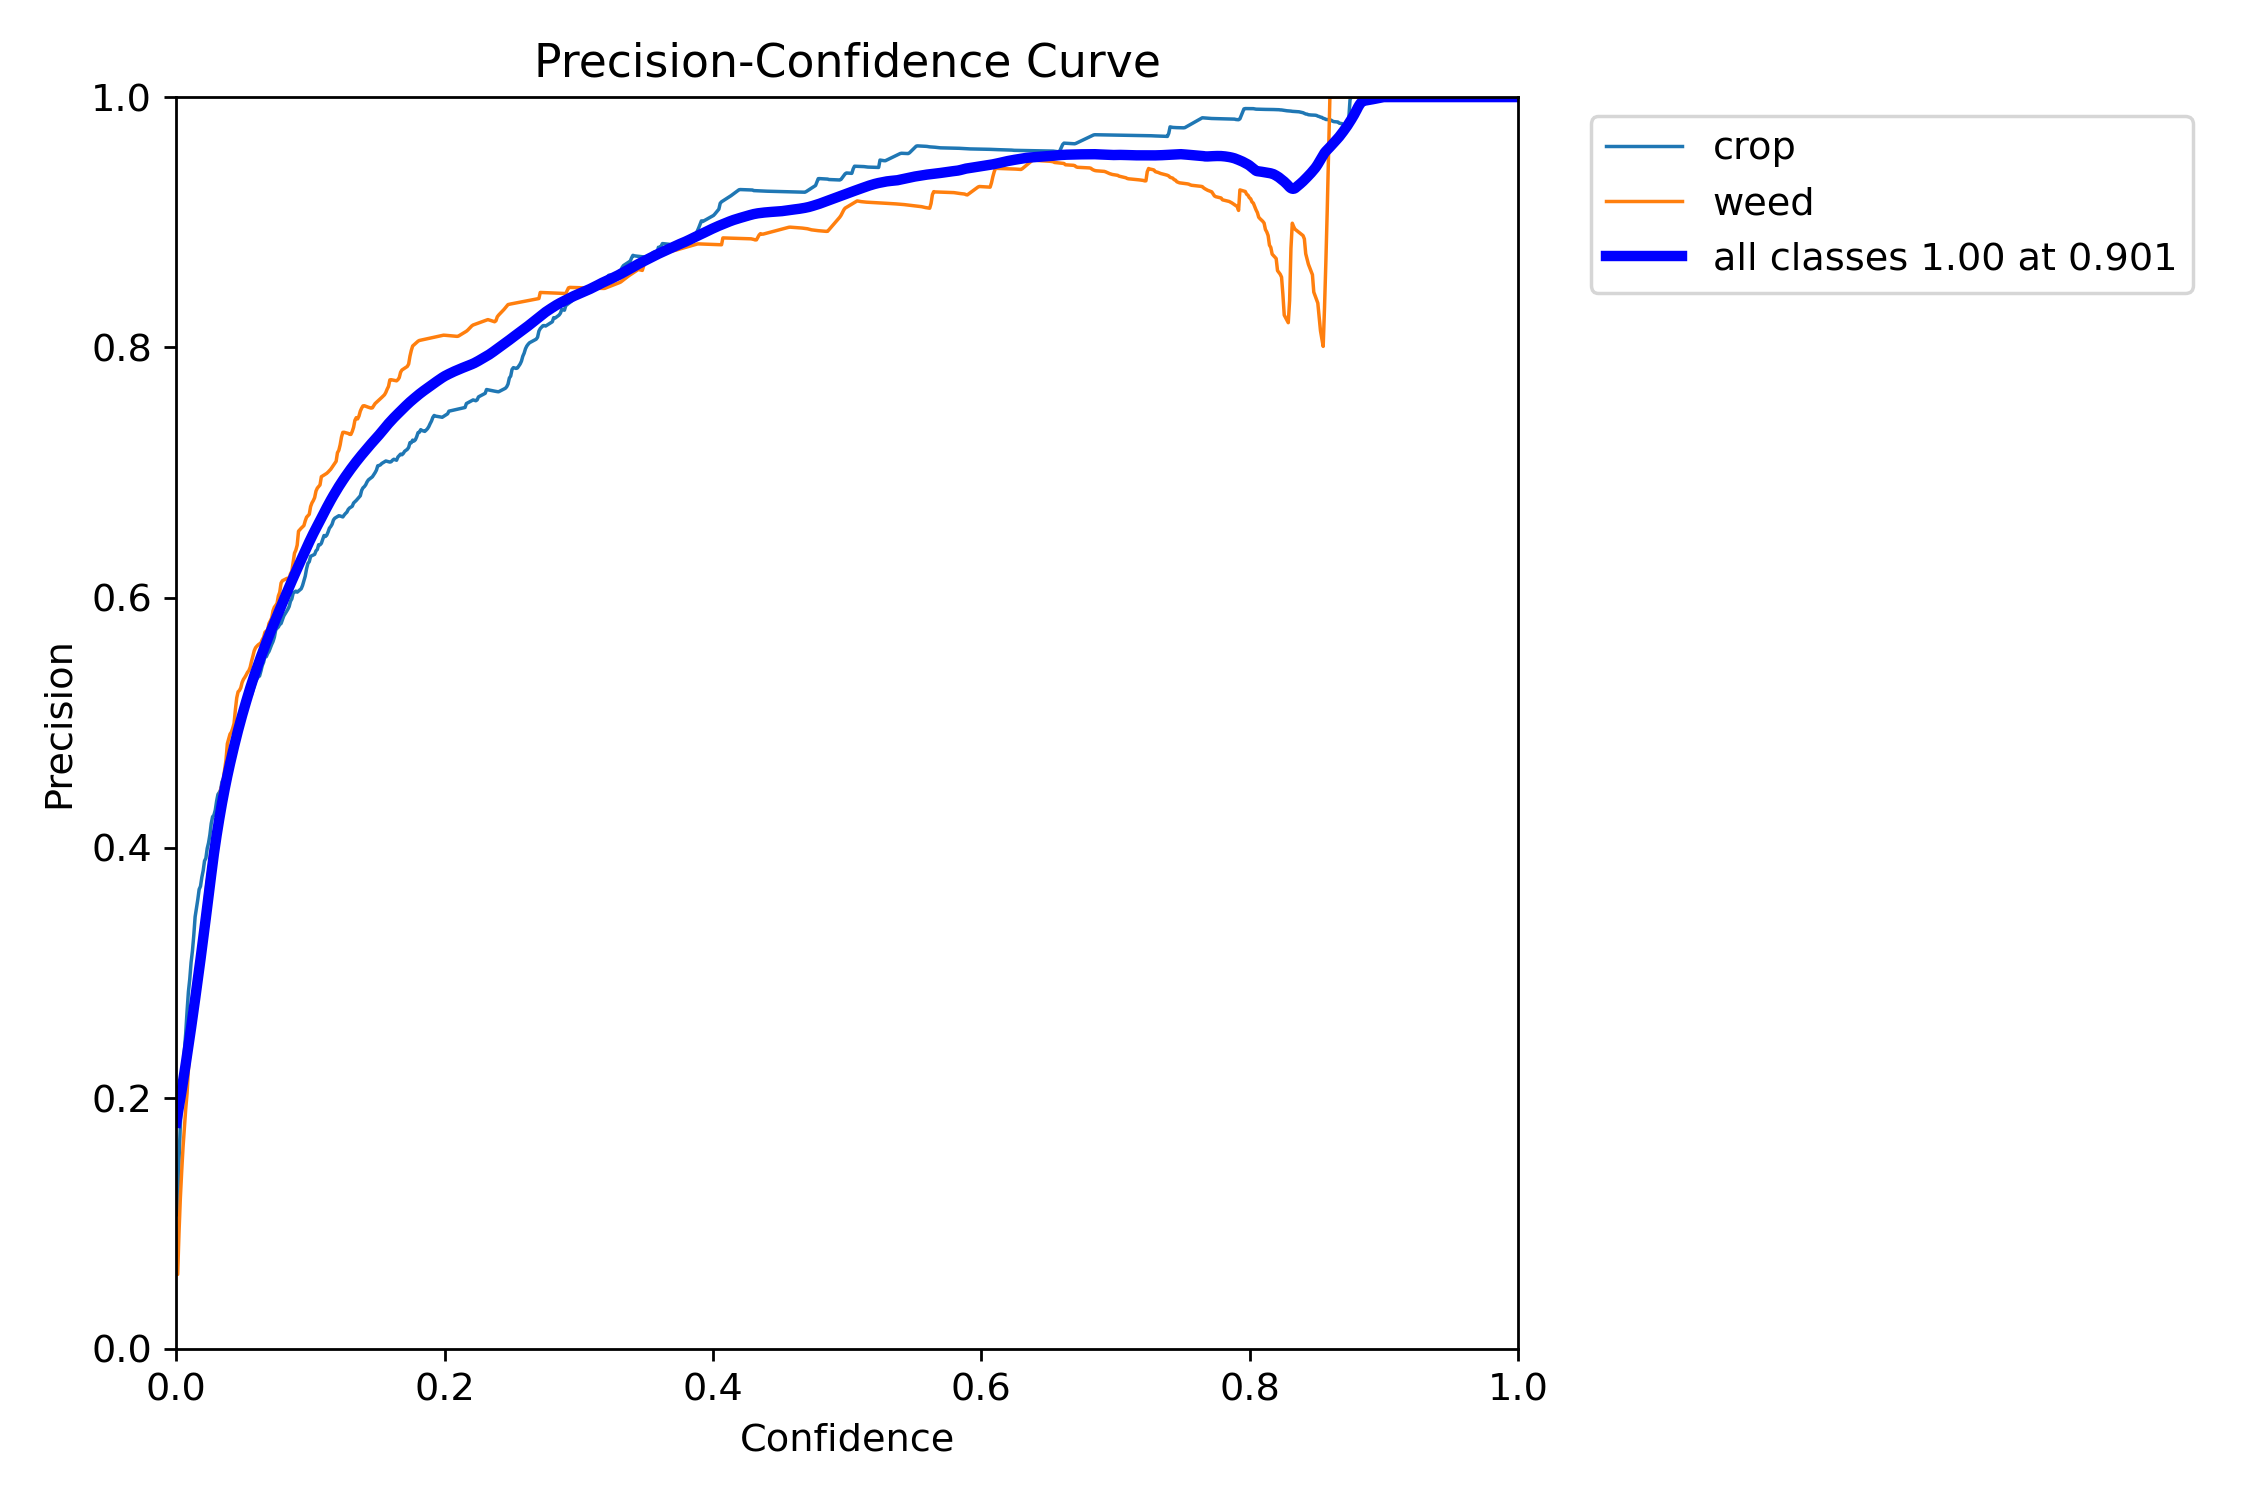 Precision-Confidence Curve
1.0
0.8
0.6
0.4
0.2
0.0
Precision
0.0 0.2 0.4 0.6 0.8 1.0
Confidence
crop
weed
all classes 1.00 at 0.901